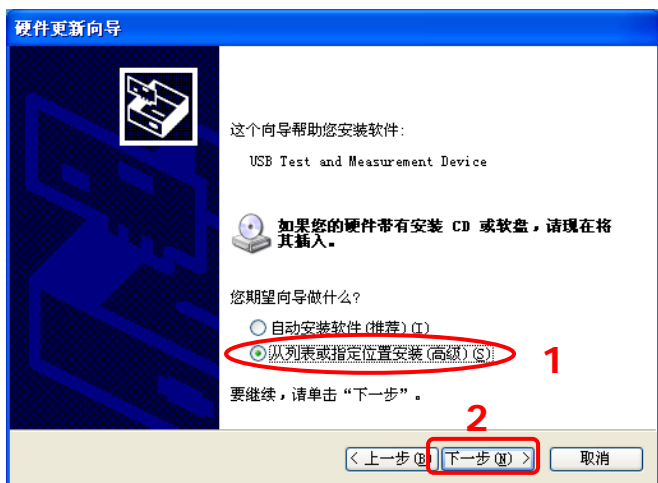 硬件更新向导
这个向导帮助您安装软件:
USB Test and Measurement Device
如果您的硬件带有安装 CD 或软盘，请现在将
其插入。
您期望向导做什么?
自动安装软件(推荐)(I)
从列表或指定位置安装(高级)(S)
1
要继续，请单击“下一步”。
2
< 上一步(B) 下一步(N) > 取消